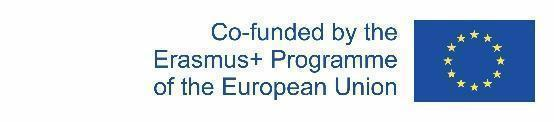 Co-funded by the
Erasmus+ Programme
of the European Union